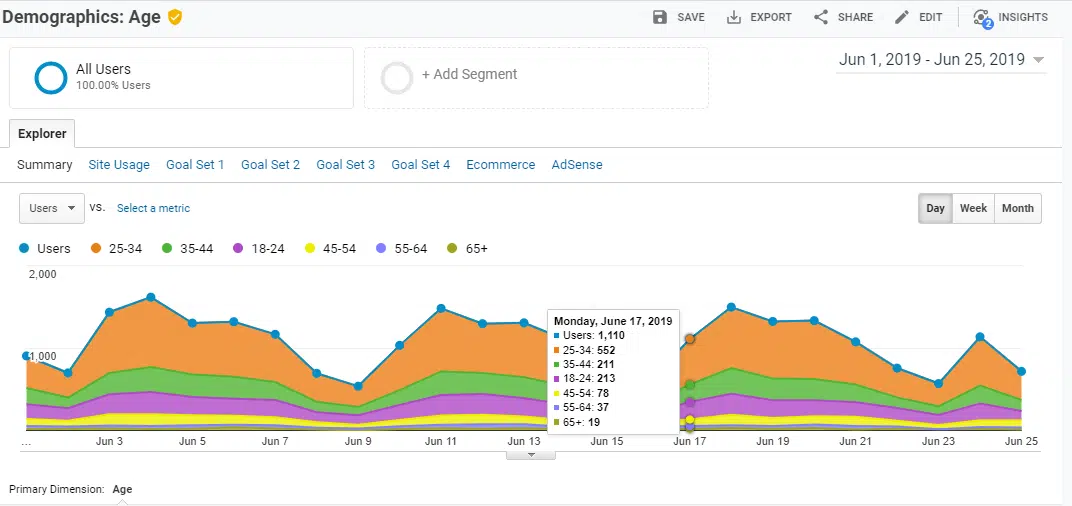 Demographics: Age
SAVE EXPORT SHARE EDIT 2 INSIGHTS
All Users
100.00% Users
+ Add Segment
Jun 1, 2019 - Jun 25, 2019
Explorer
Summary Site Usage Goal Set 1 Goal Set 2 Goal Set 3 Goal Set 4 Ecommerce AdSense
Users vs. Select a metric
Day Week Month
Users 25-34 35-44 18-24 45-54 55-64 65+
2,000
1,000
Monday, June 17, 2019
Users: 1,110
25-34: 552
35-44: 211
18-24: 213
45-54: 78
55-64: 37
65+: 19
... Jun 3 Jun 5 Jun 7 Jun 9 Jun 11 Jun 13 Jun 15 Jun 17 Jun 19 Jun 21 Jun 23 Jun 25
Primary Dimension: Age